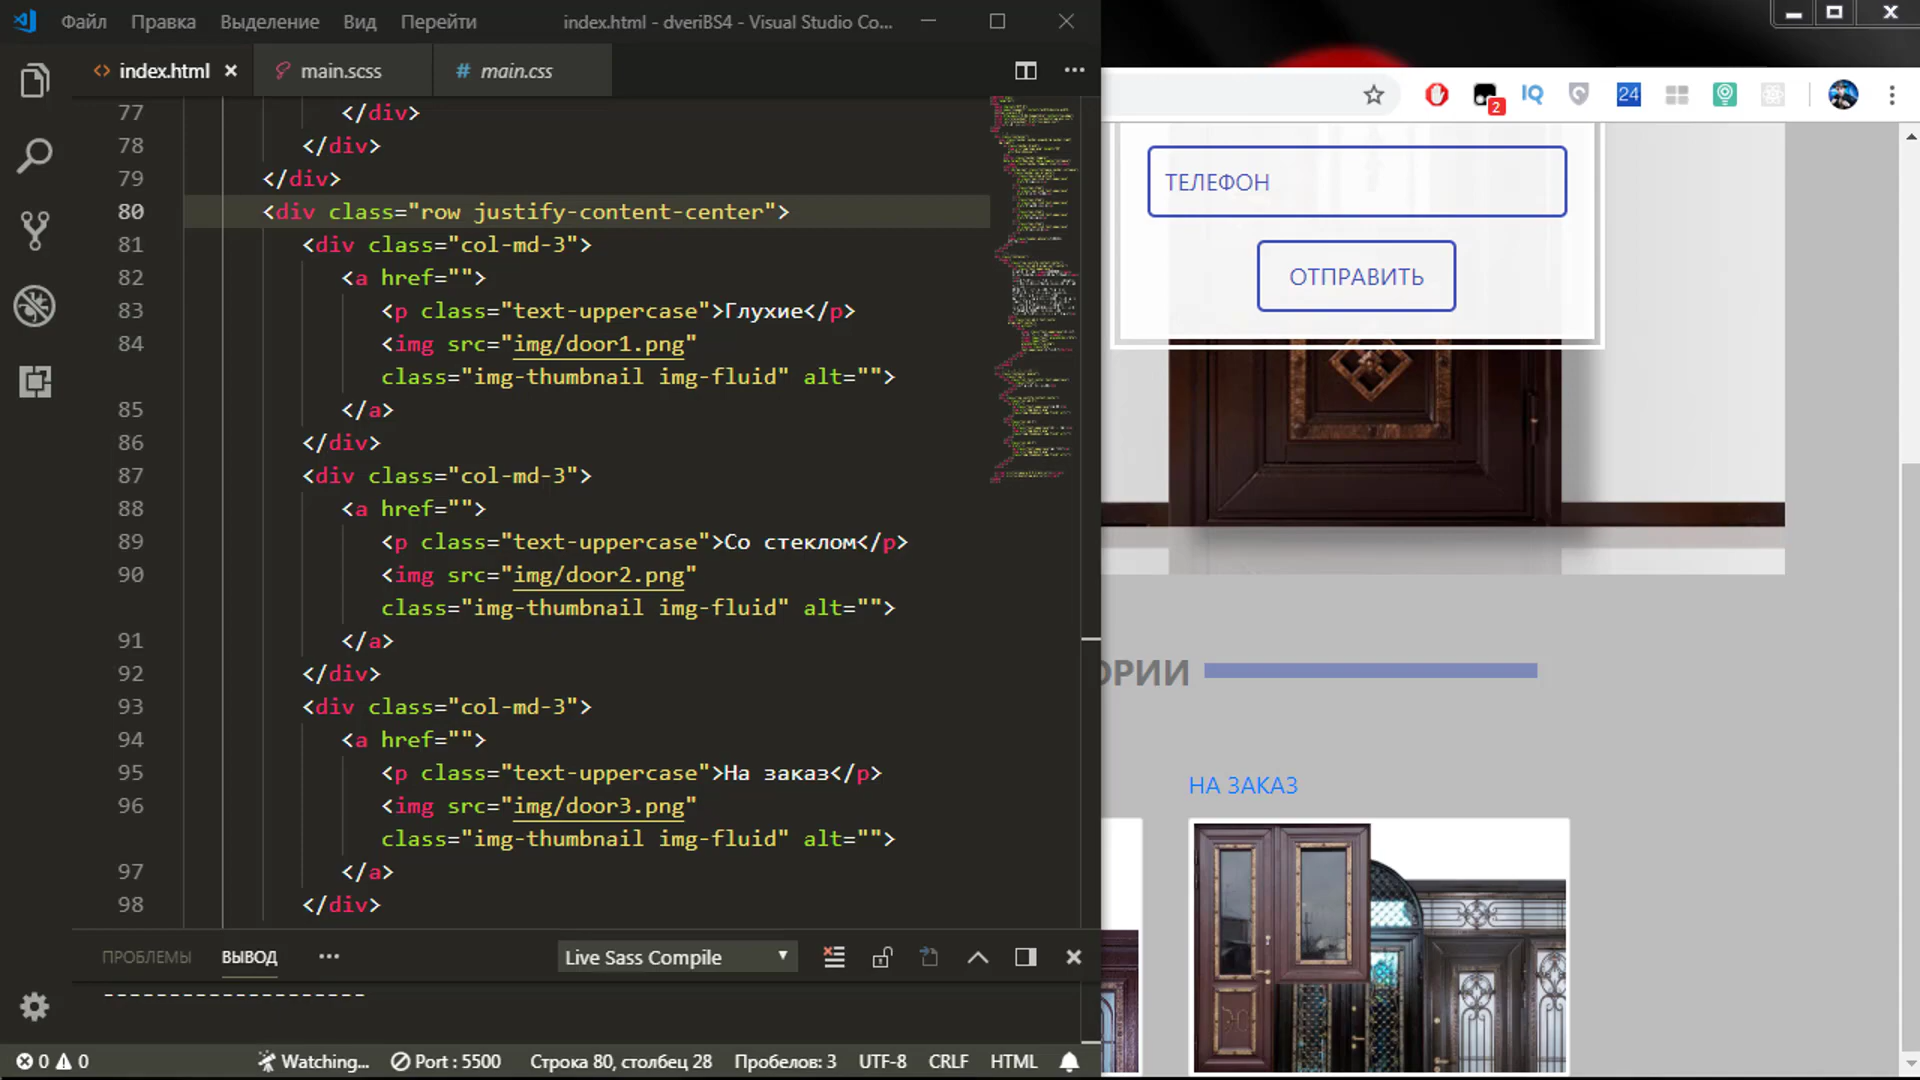 Файл Правка Выделение Вид Перейти index.html - dveriBS4 - Visual Studio Co...
index.html main.scss main.css
77 </div>
78 </div>
79 </div>
80 <div class="row justify-content-center">
81 <div class="col-md-3">
82 <a href="">
83 <p class="text-uppercase">Глухие</p>
84 <img src="img/door1.png"
class="img-thumbnail img-fluid" alt="">
85 </a>
86 </div>
87 <div class="col-md-3">
88 <a href="">
89 <p class="text-uppercase">Со стеклом</p>
90 <img src="img/door2.png"
class="img-thumbnail img-fluid" alt="">
91 </a>
92 </div>
93 <div class="col-md-3">
94 <a href="">
95 <p class="text-uppercase">На заказ</p>
96 <img src="img/door3.png"
class="img-thumbnail img-fluid" alt="">
97 </a>
98 </div>
ПРОБЛЕМЫ ВЫВОД ... Live Sass Compile
--------------------
0 0 Watching... Port : 5500 Строка 80, столбец 28 Пробелов: 3 UTF-8 CRLF HTML
2 IQ 24
ТЕЛЕФОН
ОТПРАВИТЬ
ОРИИ
НА ЗАКАЗ